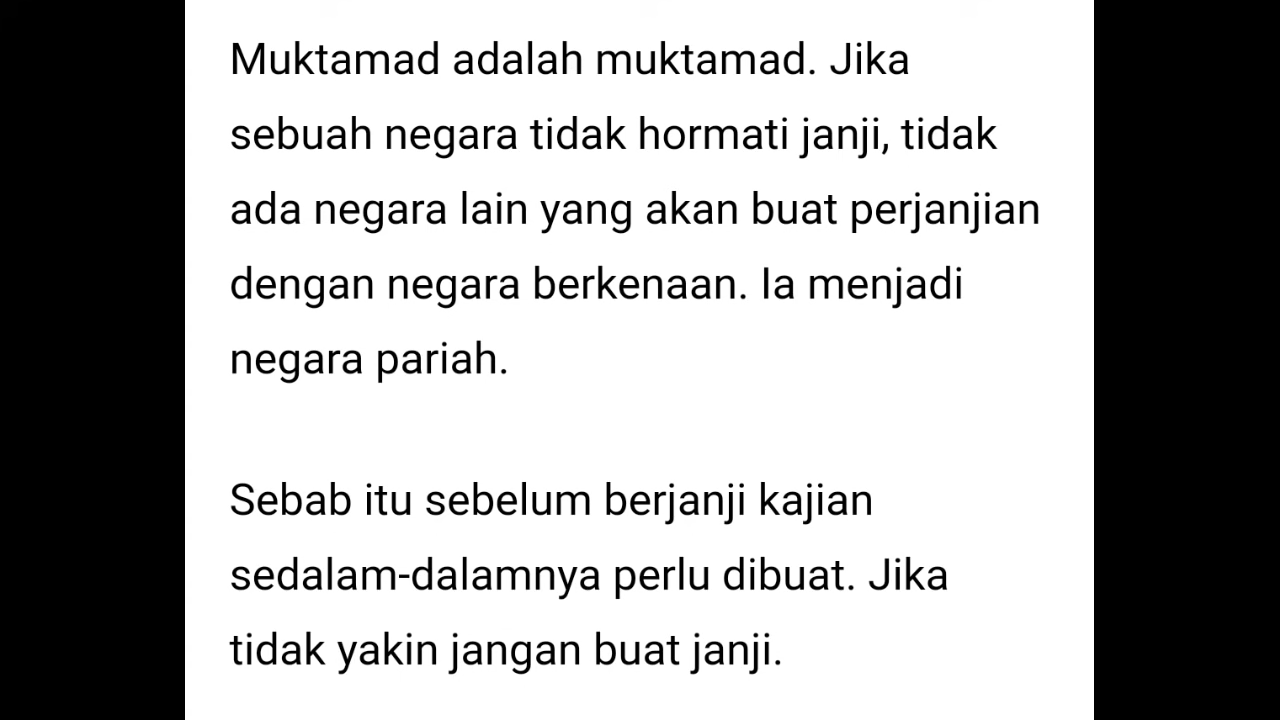 Muktamad adalah muktamad. Jika
sebuah negara tidak hormati janji, tidak
ada negara lain yang akan buat perjanjian
dengan negara berkenaan. Ia menjadi
negara pariah.
Sebab itu sebelum berjanji kajian
sedalam-dalamnya perlu dibuat. Jika
tidak yakin jangan buat janji.